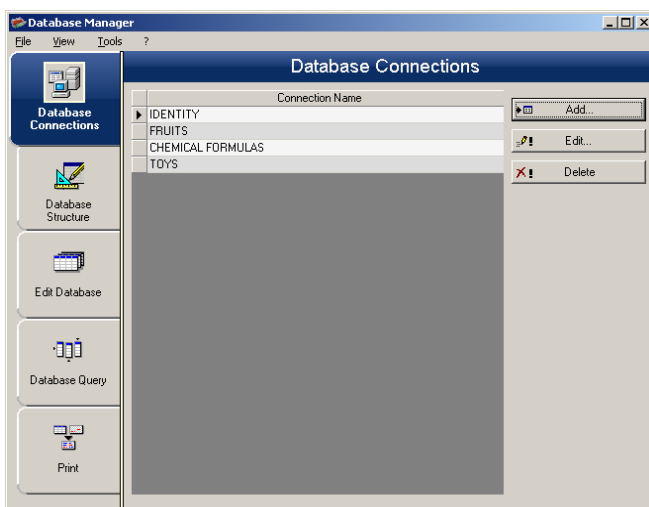 Database Manager
File View Tools ?
Database Connections
Database
Connections
Database
Structure
Edit Database
Database Query
Print
Connection Name
IDENTITY
FRUITS
CHEMICAL FORMULAS
TOYS
Add...
Edit...
Delete